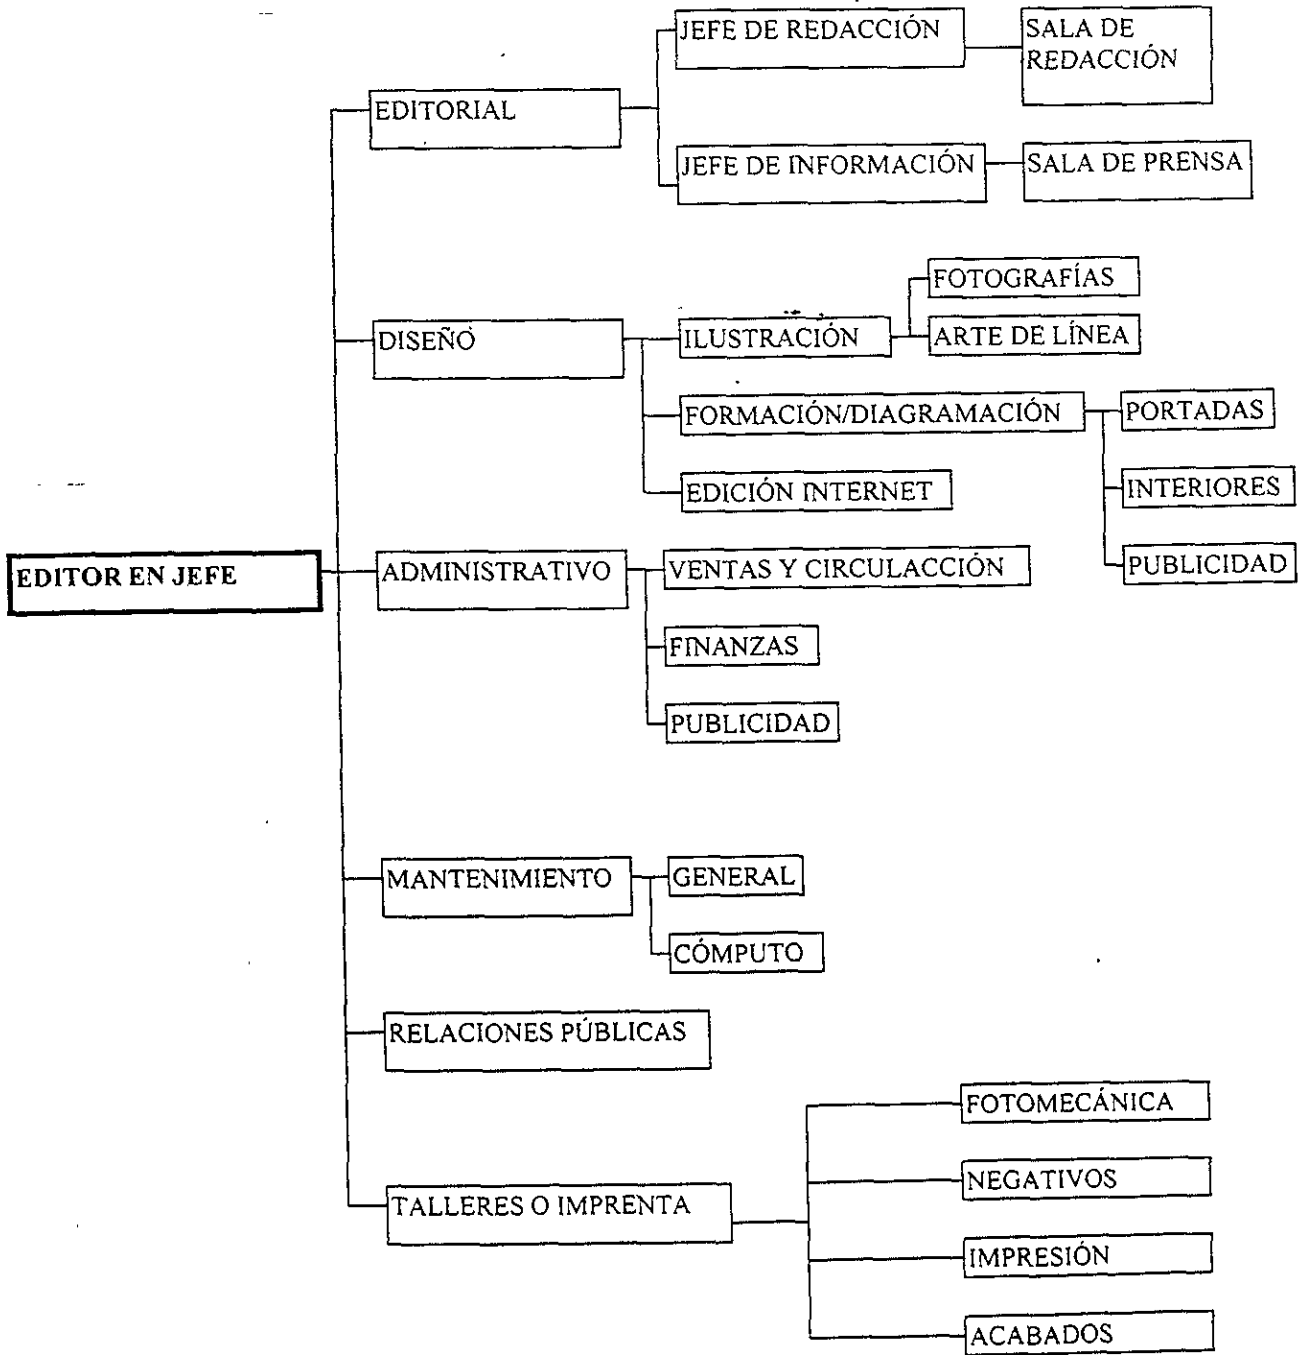 JEFE DE REDACCIÓN
SALA DE
REDACCIÓN
EDITORIAL
JEFE DE INFORMACIÓN
SALA DE PRENSA
FOTOGRAFÍAS
DISEÑO
ILUSTRACIÓN
ARTE DE LÍNEA
FORMACIÓN/DIAGRAMACIÓN
PORTADAS
EDICIÓN INTERNET
INTERIORES
EDITOR EN JEFE
ADMINISTRATIVO
VENTAS Y CIRCULACCIÓN
PUBLICIDAD
FINANZAS
PUBLICIDAD
MANTENIMIENTO
GENERAL
CÓMPUTO
RELACIONES PÚBLICAS
FOTOMECÁNICA
NEGATIVOS
TALLERES O IMPRENTA
IMPRESIÓN
ACABADOS